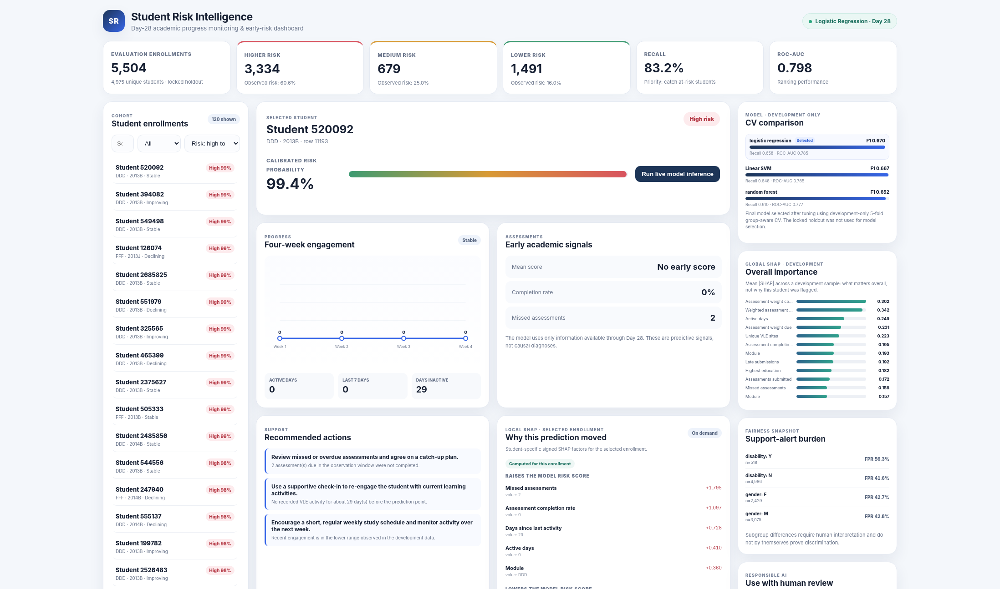 SR
Student Risk Intelligence
Day-28 academic progress monitoring & early-risk dashboard
Logistic Regression · Day 28
EVALUATION ENROLLMENTS
5,504
4,975 unique students · locked holdout
HIGHER RISK
3,334
Observed risk: 60.6%
MEDIUM RISK
679
Observed risk: 25.0%
LOWER RISK
1,491
Observed risk: 16.0%
RECALL
83.2%
Priority: catch at-risk students
ROC-AUC
0.798
Ranking performance
COHORT
Student enrollments
120 shown
All
Risk: high to
Student 520092
High 99%
DDD · 2013B · Stable
Student 394082
High 99%
DDD · 2013B · Improving
Student 549498
High 99%
DDD · 2013B · Stable
Student 126074
High 99%
FFF · 2013J · Declining
Student 2685825
High 99%
DDD · 2013B · Stable
Student 551979
High 99%
DDD · 2013B · Declining
Student 325565
High 99%
DDD · 2013B · Improving
Student 465399
High 99%
DDD · 2013B · Declining
Student 2375627
High 99%
DDD · 2013B · Stable
Student 505333
High 99%
FFF · 2013B · Stable
Student 2485856
High 99%
DDD · 2014B · Stable
Student 544556
High 98%
DDD · 2013B · Stable
Student 247940
High 98%
FFF · 2014B · Declining
Student 555137
High 98%
DDD · 2014B · Declining
Student 199782
High 98%
DDD · 2013B · Improving
Student 2526483
High 98%
DDD · 2013B · Improving
SELECTED STUDENT
Student 520092
DDD · 2013B · row 11193
High risk
CALIBRATED RISK
PROBABILITY
99.4%
Run live model inference
PROGRESS
Four-week engagement
Stable
0 0 0 0
Week 1 Week 2 Week 3 Week 4
ACTIVE DAYS
0
LAST 7 DAYS
0
DAYS INACTIVE
29
ASSESSMENTS
Early academic signals
Mean score
No early score
Completion rate
0%
Missed assessments
2
The model uses only information available through Day 28. These are predictive signals,
not causal diagnoses.
SUPPORT
Recommended actions
Review missed or overdue assessments and agree on a catch-up plan.
2 assessment(s) due in the observation window were not completed.
Use a supportive check-in to re-engage the student with current learning
activities.
No recorded VLE activity for about 29 day(s) before the prediction point.
Encourage a short, regular weekly study schedule and monitor activity over
the next week.
Recent engagement is in the lower range observed in the development data.
LOCAL SHAP · SELECTED ENROLLMENT
Why this prediction moved
On demand
Student-specific signed SHAP factors for the selected enrollment.
Computed for this enrollment
RAISES THE MODEL RISK SCORE
Missed assessments
+1.795
value: 2
Assessment completion rate
+1.097
value: 0
Days since last activity
+0.728
value: 29
Active days
+0.410
value: 0
Module
+0.360
value: DDD
LOWERS THE MODEL RISK SCORE
MODEL · DEVELOPMENT ONLY
CV comparison
logistic regression Selected F1 0.670
Recall 0.658 · ROC-AUC 0.785
Linear SVM F1 0.667
Recall 0.648 · ROC-AUC 0.785
random forest F1 0.652
Recall 0.610 · ROC-AUC 0.777
Final model selected after tuning using development-only 5-fold
group-aware CV. The locked holdout was not used for model
selection.
GLOBAL SHAP · DEVELOPMENT
Overall importance
Mean |SHAP| across a development sample: what matters overall,
not why this student was flagged.
Assessment weight co... 0.362
Weighted assessment ... 0.342
Active days 0.249
Assessment weight due 0.231
Unique VLE sites 0.223
Assessment completio... 0.195
Module 0.193
Late submissions 0.192
Highest education 0.182
Assessments submitted 0.172
Missed assessments 0.158
Module 0.157
FAIRNESS SNAPSHOT
Support-alert burden
disability: Y
n=518
FPR 56.3%
disability: N
n=4,986
FPR 41.6%
gender: F
n=2,429
FPR 42.7%
gender: M
n=3,075
FPR 42.8%
Subgroup differences require human interpretation and do
not by themselves prove discrimination.
RESPONSIBLE AI
Use with human review